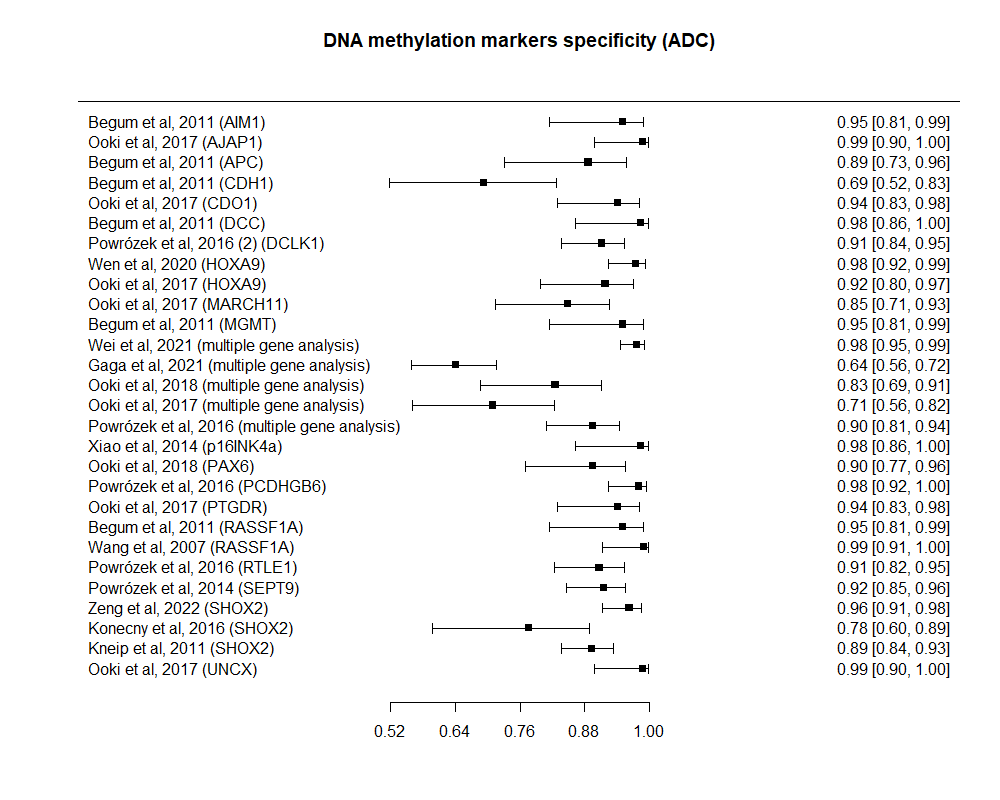 DNA methylation markers specificity (ADC)
Begum et al, 2011 (AIM1) 0.95 [0.81, 0.99]
Ooki et al, 2017 (AJAP1) 0.99 [0.90, 1.00]
Begum et al, 2011 (APC) 0.89 [0.73, 0.96]
Begum et al, 2011 (CDH1) 0.69 [0.52, 0.83]
Ooki et al, 2017 (CDO1) 0.94 [0.83, 0.98]
Begum et al, 2011 (DCC) 0.98 [0.86, 1.00]
Powrózek et al, 2016 (2) (DCLK1) 0.91 [0.84, 0.95]
Wen et al, 2020 (HOXA9) 0.98 [0.92, 0.99]
Ooki et al, 2017 (HOXA9) 0.92 [0.80, 0.97]
Ooki et al, 2017 (MARCH11) 0.85 [0.71, 0.93]
Begum et al, 2011 (MGMT) 0.95 [0.81, 0.99]
Wei et al, 2021 (multiple gene analysis) 0.98 [0.95, 0.99]
Gaga et al, 2021 (multiple gene analysis) 0.64 [0.56, 0.72]
Ooki et al, 2018 (multiple gene analysis) 0.83 [0.69, 0.91]
Ooki et al, 2017 (multiple gene analysis) 0.71 [0.56, 0.82]
Powrózek et al, 2016 (multiple gene analysis) 0.90 [0.81, 0.94]
Xiao et al, 2014 (p16INK4a) 0.98 [0.86, 1.00]
Ooki et al, 2018 (PAX6) 0.90 [0.77, 0.96]
Powrózek et al, 2016 (PCDHGB6) 0.98 [0.92, 1.00]
Ooki et al, 2017 (PTGDR) 0.94 [0.83, 0.98]
Begum et al, 2011 (RASSF1A) 0.95 [0.81, 0.99]
Wang et al, 2007 (RASSF1A) 0.99 [0.91, 1.00]
Powrózek et al, 2016 (RTLE1) 0.91 [0.82, 0.95]
Powrózek et al, 2014 (SEPT9) 0.92 [0.85, 0.96]
Zeng et al, 2022 (SHOX2) 0.96 [0.91, 0.98]
Konecny et al, 2016 (SHOX2) 0.78 [0.60, 0.89]
Kneip et al, 2011 (SHOX2) 0.89 [0.84, 0.93]
Ooki et al, 2017 (UNCX) 0.99 [0.90, 1.00]
0.52 0.64 0.76 0.88 1.00